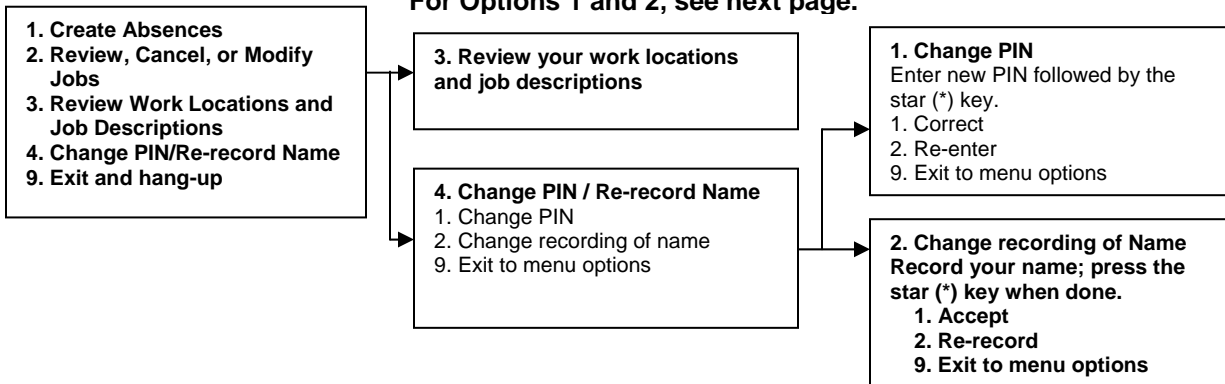 For Options 1 and 2, see next page.
1. Create Absences
2. Review, Cancel, or Modify
Jobs
3. Review Work Locations and
Job Descriptions
4. Change PIN/Re-record Name
9. Exit and hang-up
3. Review your work locations
and job descriptions
4. Change PIN / Re-record Name
1. Change PIN
2. Change recording of name
9. Exit to menu options
1. Change PIN
Enter new PIN followed by the
star (*) key.
1. Correct
2. Re-enter
9. Exit to menu options
2. Change recording of Name
Record your name; press the
star (*) key when done.
1. Accept
2. Re-record
9. Exit to menu options